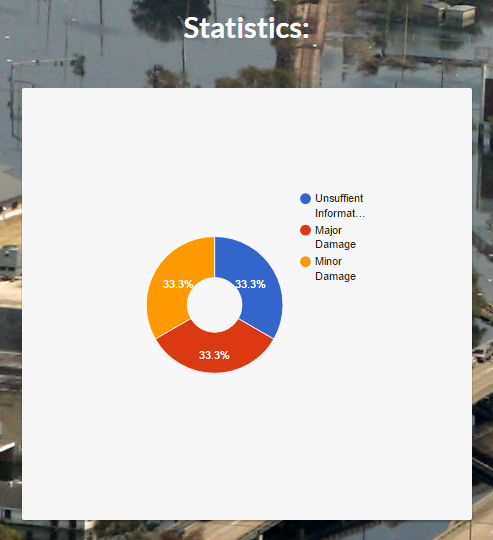 Statistics:
Unsuffient
Informat...
Major
Damage
Minor
Damage
33.3%
33.3%
33.3%